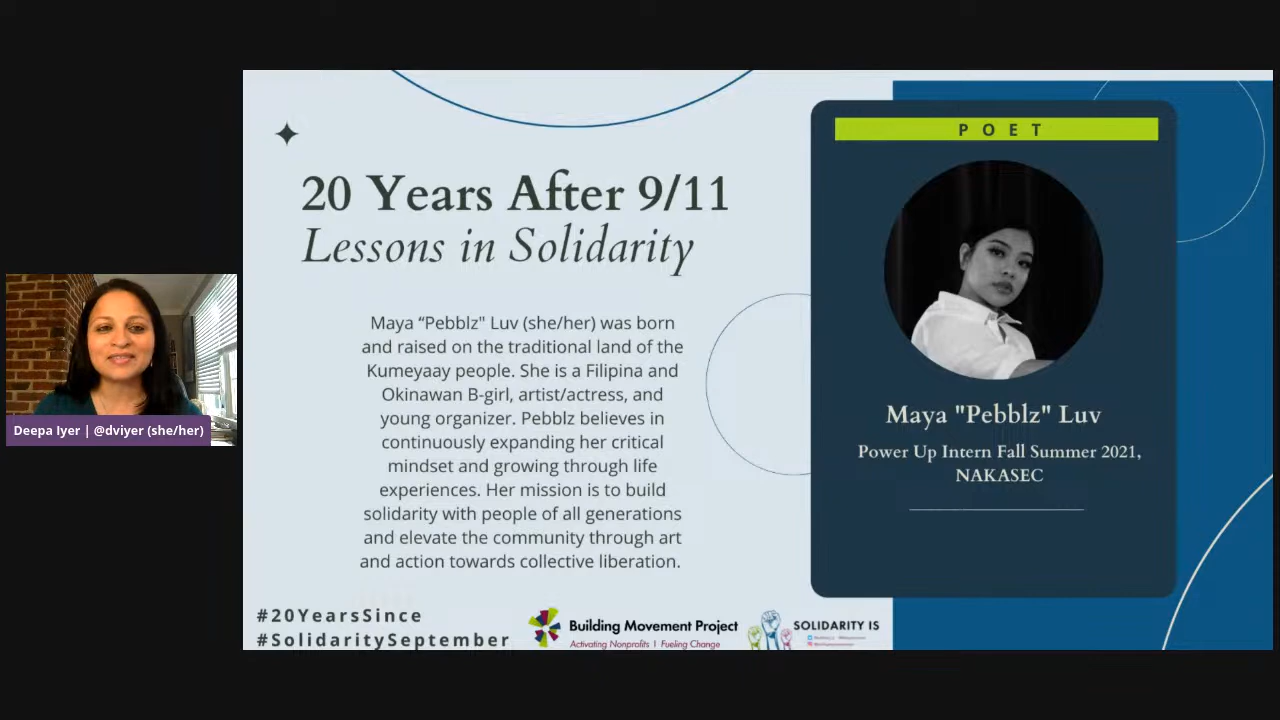 Deepa Iyer | @dviyer (she/her)
20 Years After 9/11
Lessons in Solidarity
Maya “Pebblz" Luv (she/her) was born
and raised on the traditional land of the
Kumeyaay people. She is a Filipina and
Okinawan B-girl, artist/actress, and
young organizer. Pebblz believes in
continuously expanding her critical
mindset and growing through life
experiences. Her mission is to build
solidarity with people of all generations
and elevate the community through art
and action towards collective liberation.
#20YearsSince
#SolidaritySeptember
Building Movement Project
Activating Nonprofits | Fueling Change
SOLIDARITY IS
POET
Maya "Pebblz" Luv
Power Up Intern Fall Summer 2021,
NAKASEC